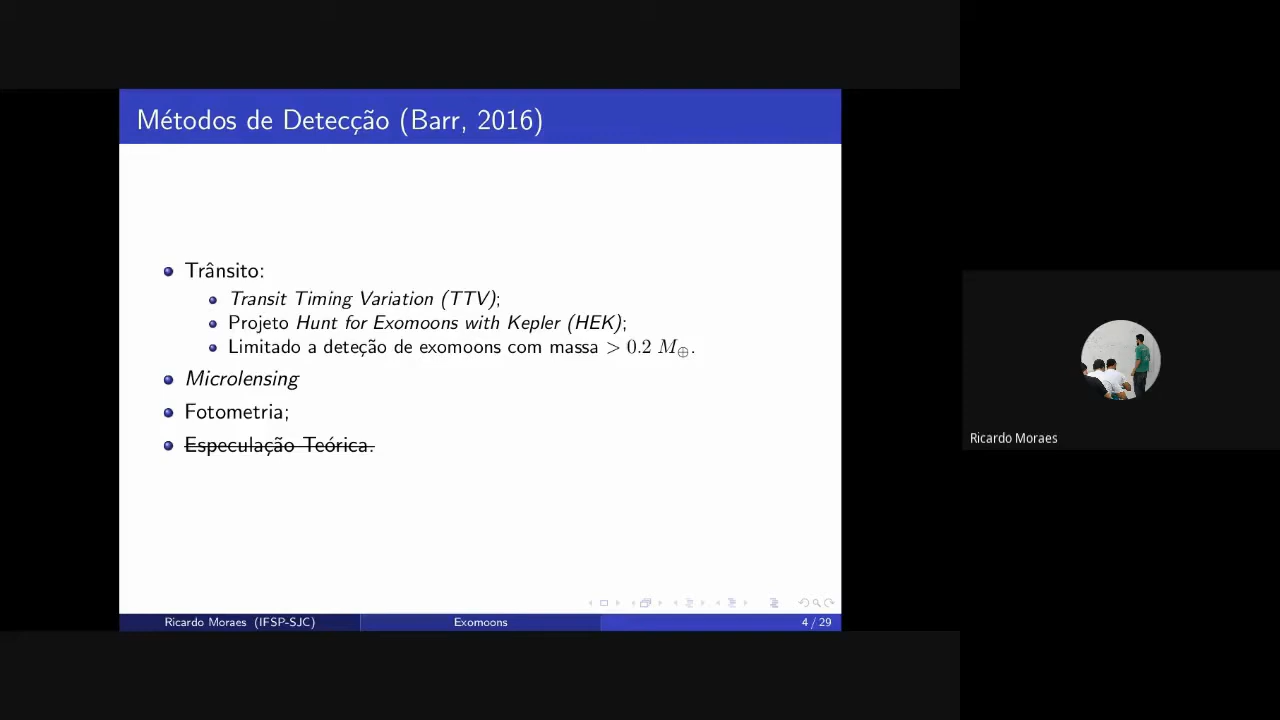 Métodos de Detecção (Barr, 2016)
Trânsito:
Transit Timing Variation (TTV);
Projeto Hunt for Exomoons with Kepler (HEK);
Limitado a deteção de exomoons com massa > 0.2 M⊕.
Microlensing
Fotometria;
Especulação Teórica.
Ricardo Moraes (IFSP-SJC)
Exomoons
4 / 29
Ricardo Moraes